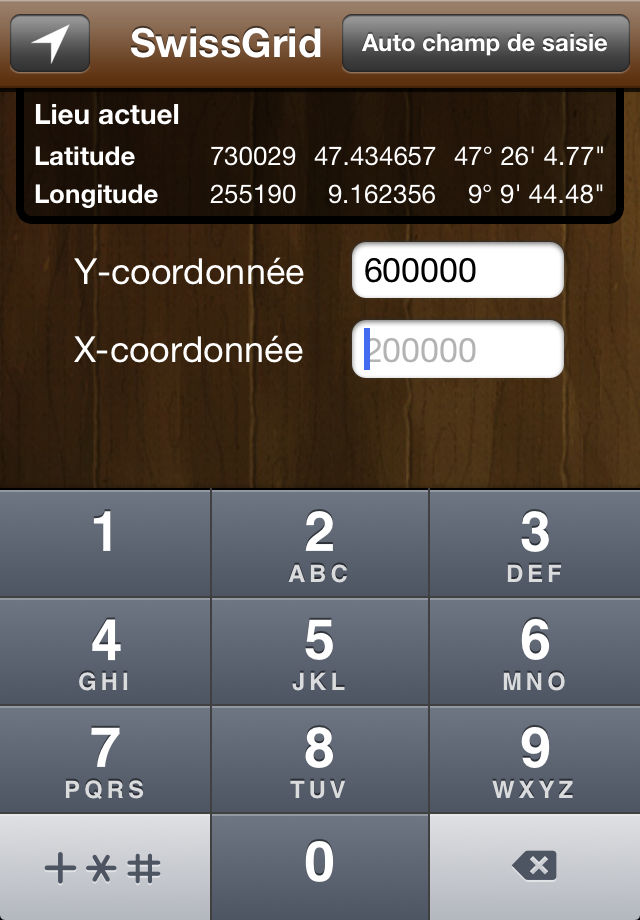 SwissGrid Auto champ de saisie
Lieu actuel
Latitude 730029 47.434657 47° 26' 4.77"
Longitude 255190 9.162356 9° 9' 44.48"
Y-coordonnée 600000
X-coordonnée 200000
1 2 3
ABC DEF
4 5 6
GHI JKL MNO
7 8 9
PQRS TUV WXYZ
+ * # 0